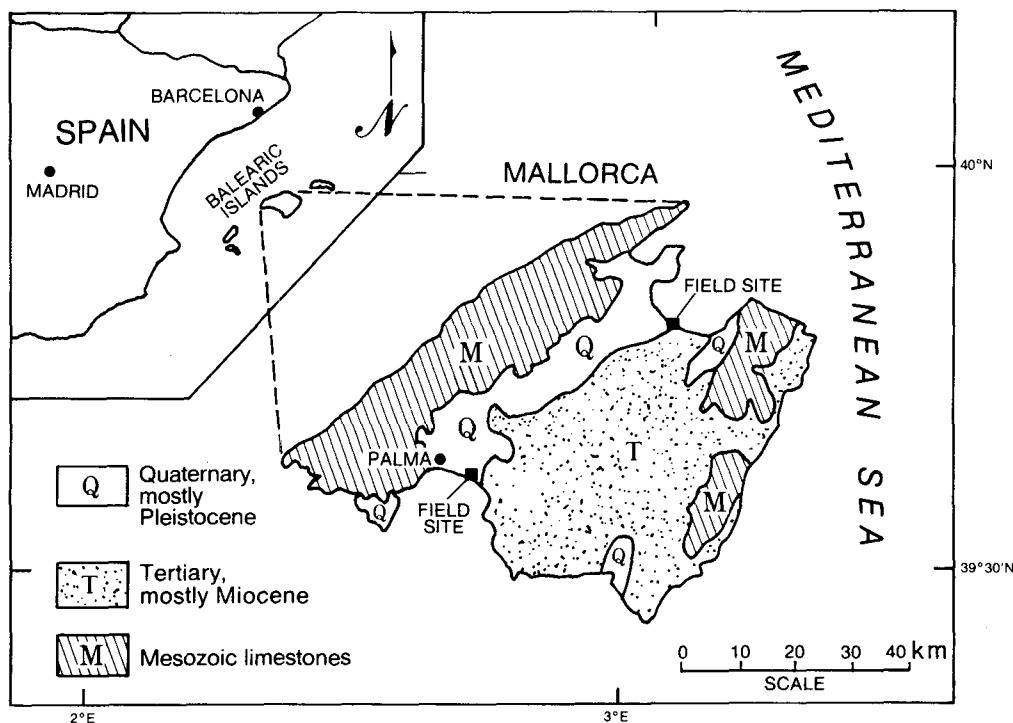 BARCELONA
SPAIN
MADRID
BALEARIC
ISLANDS
N
MALLORCA
MEDITERRANEAN SEA
40°N
FIELD SITE
M
Q
Q
M
Q
T
PALMA
M
FIELD
SITE
Q
Q
39°30'N
Q
Quaternary,
mostly
Pleistocene
T
Tertiary,
mostly Miocene
M
Mesozoic limestones
0 10 20 30 40 km
SCALE
2°E
3°E